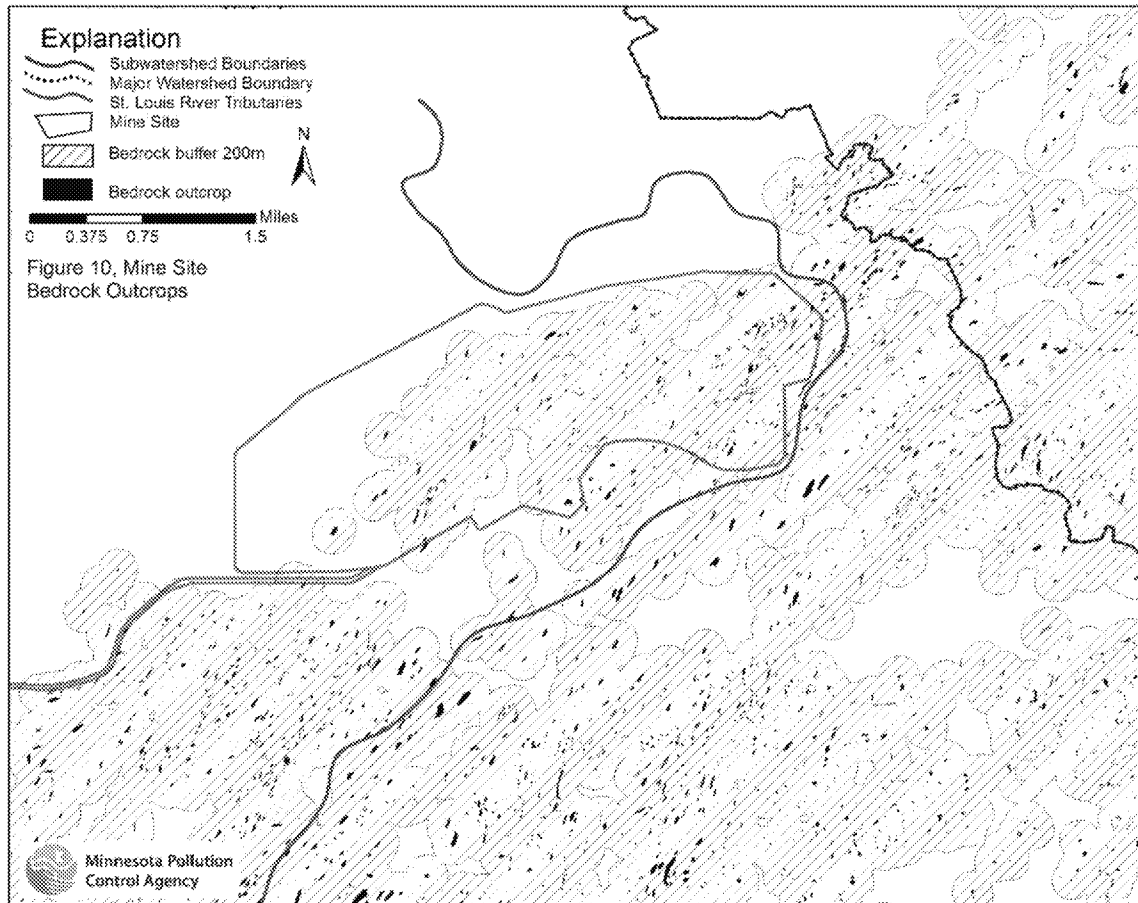 Explanation
Subwatershed Boundaries
Major Watershed Boundary
St. Louis River Tributaries
Mine Site
N
Bedrock buffer 200m
Bedrock outcrop
Miles
0 0.375 0.75 1.5
Figure 10, Mine Site
Bedrock Outcrops
Minnesota Pollution
Control Agency